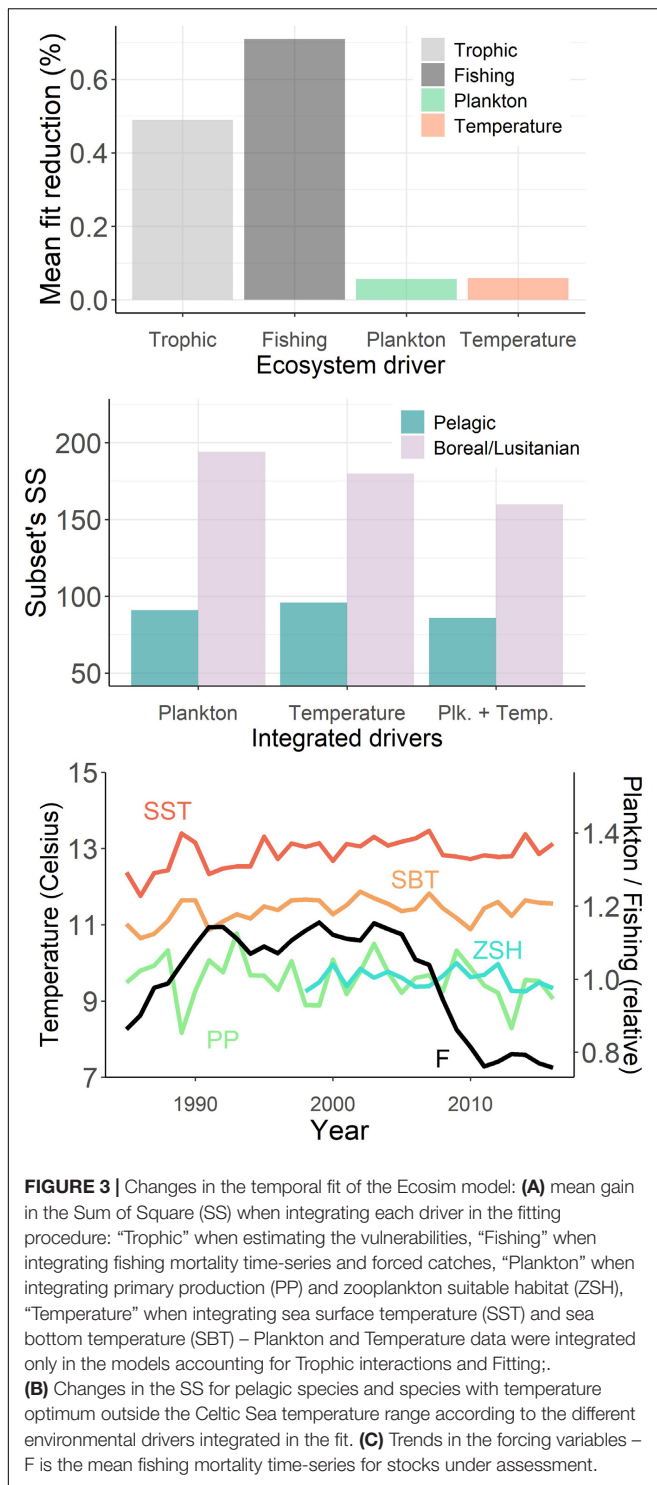 Mean fit reduction (%)
0.6
0.4
0.2
0.0
Trophic
Fishing
Plankton
Temperature
Trophic Fishing Plankton Temperature
Ecosystem driver
Subset's SS
200
150
100
50
Pelagic
Boreal/Lusitanian
Plankton Temperature Plk. + Temp.
Integrated drivers
Temperature (Celsius)
15
13
11
9
7
SST
SBT
ZSH
PP
F
1.4
1.2
1.0
0.8
Plankton / Fishing (relative)
1990 2000 2010
Year
FIGURE 3 | Changes in the temporal fit of the Ecosim model: (A) mean gain
in the Sum of Square (SS) when integrating each driver in the fitting
procedure: “Trophic” when estimating the vulnerabilities, “Fishing” when
integrating fishing mortality time-series and forced catches, “Plankton” when
integrating primary production (PP) and zooplankton suitable habitat (ZSH),
“Temperature” when integrating sea surface temperature (SST) and sea
bottom temperature (SBT) – Plankton and Temperature data were integrated
only in the models accounting for Trophic interactions and Fitting;.
(B) Changes in the SS for pelagic species and species with temperature
optimum outside the Celtic Sea temperature range according to the different
environmental drivers integrated in the fit. (C) Trends in the forcing variables –
F is the mean fishing mortality time-series for stocks under assessment.